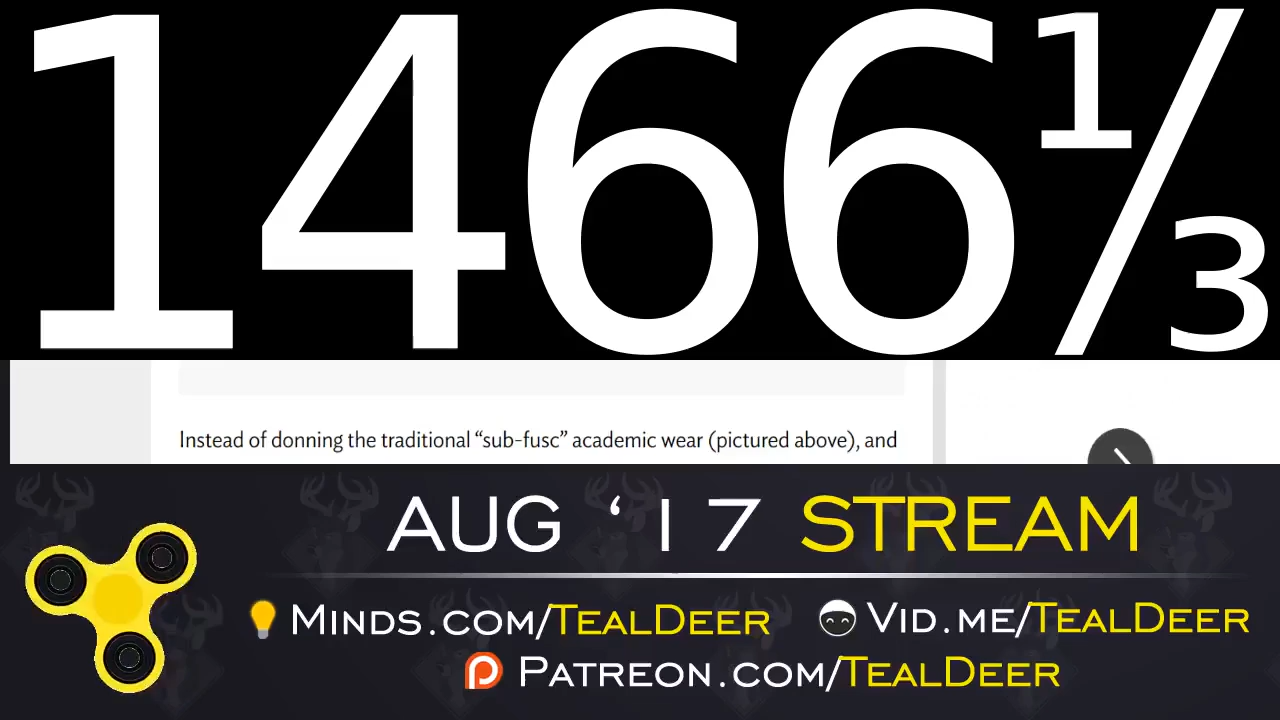 1466⅓
Instead of donning the traditional “sub-fusc” academic wear (pictured above), and
AUG ‘17 STREAM
MINDS.COM/TEALDEER
VID.ME/TEALDEER
PATREON.COM/TEALDEER